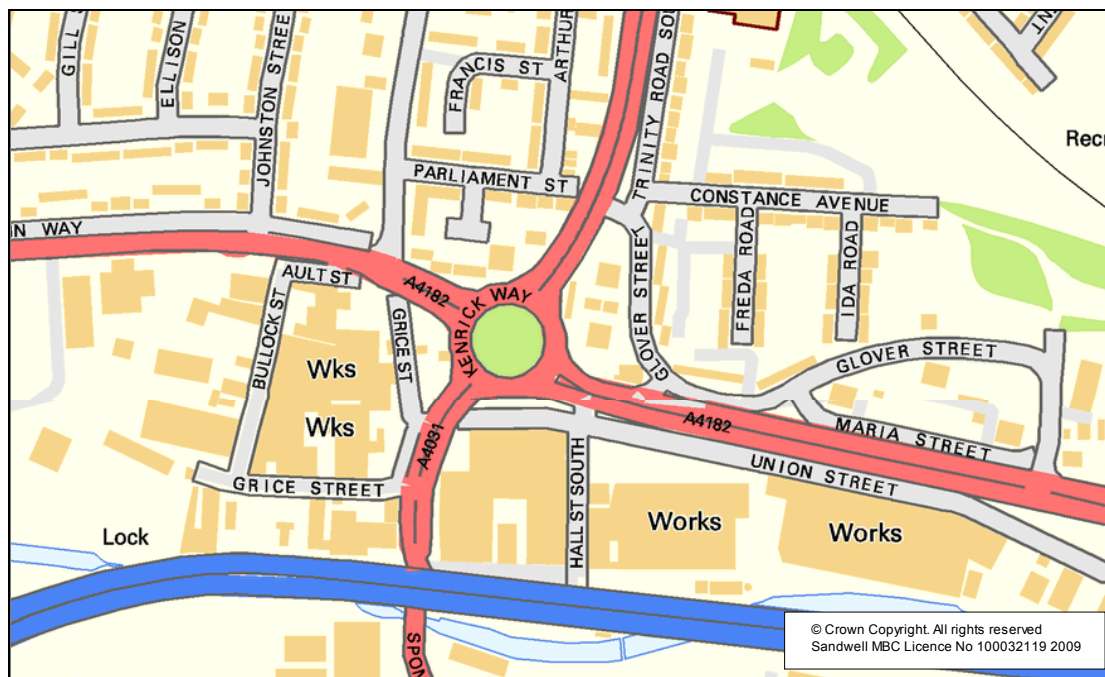 GILL S
ELLISON
JOHNSTON STREE
FRANCIS ST
ARTHUR
TRINITY ROAD SOU
ENT
Recr
PARLIAMENT ST
CONSTANCE AVENUE
FREDA ROAD
IDA ROAD
N WAY
AULT ST
A4182
KENRICK WAY
GLOVER STREET
BULLOCK ST
GRICE ST
Wks
Wks
GLOVER STREET
A4031
A4182
MARIA STREET
UNION STREET
GRICE STREET
HALL ST SOUTH
Works
Works
Lock
SPON
© Crown Copyright. All rights reserved
Sandwell MBC Licence No 100032119 2009